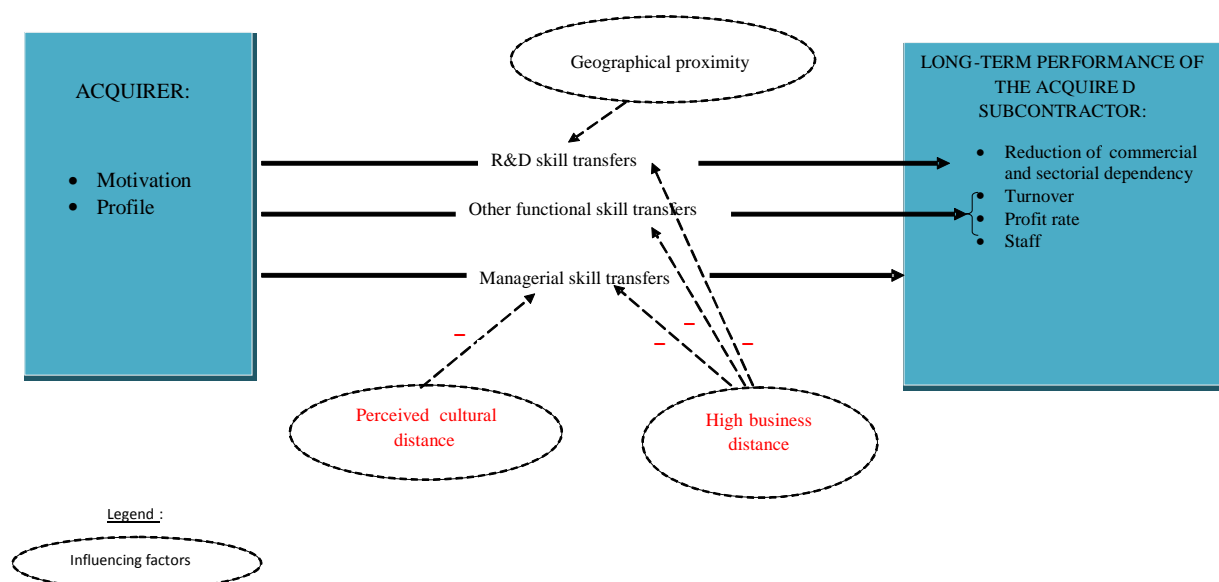 Geographical proximity
ACQUIRER:
• Motivation
• Profile
R&D skill transfers
Other functional skill transfers
Managerial skill transfers
–
–
–
–
Perceived cultural
distance
High business
distance
LONG-TERM PERFORMANCE OF
THE ACQUIRE D
SUBCONTRACTOR:
• Reduction of commercial
and sectorial dependency
• Turnover
• Profit rate
• Staff
Legend :
Influencing factors